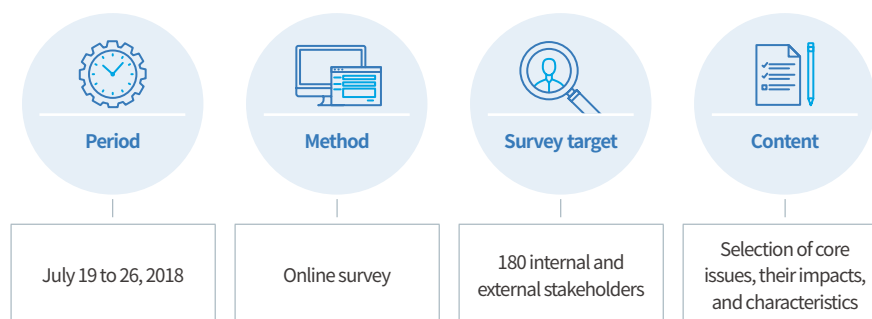 Period
Method
Survey target
Content
July 19 to 26, 2018
Online survey
180 internal and
external stakeholders
Selection of core
issues, their impacts,
and characteristics